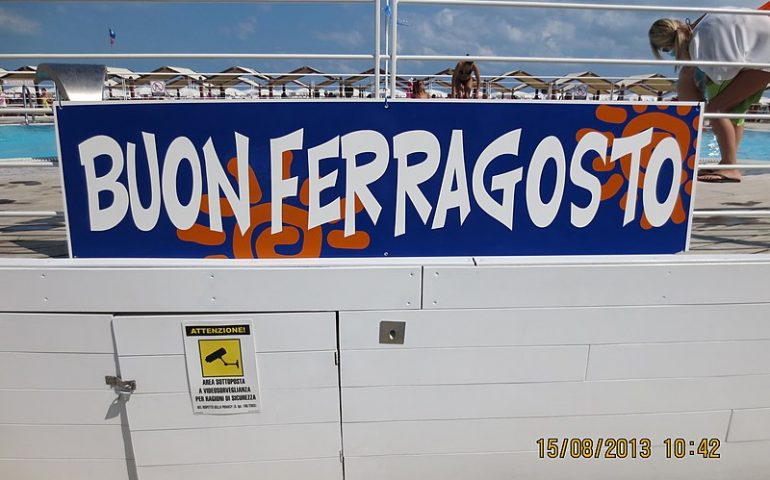 BUON FERRAGOSTO
ATTENZIONE!
AREA SOTTOPOSTA
A VIDEOSORVEGLIANZA
PER RAGIONI DI SICUREZZA
15/08/2013 10:42